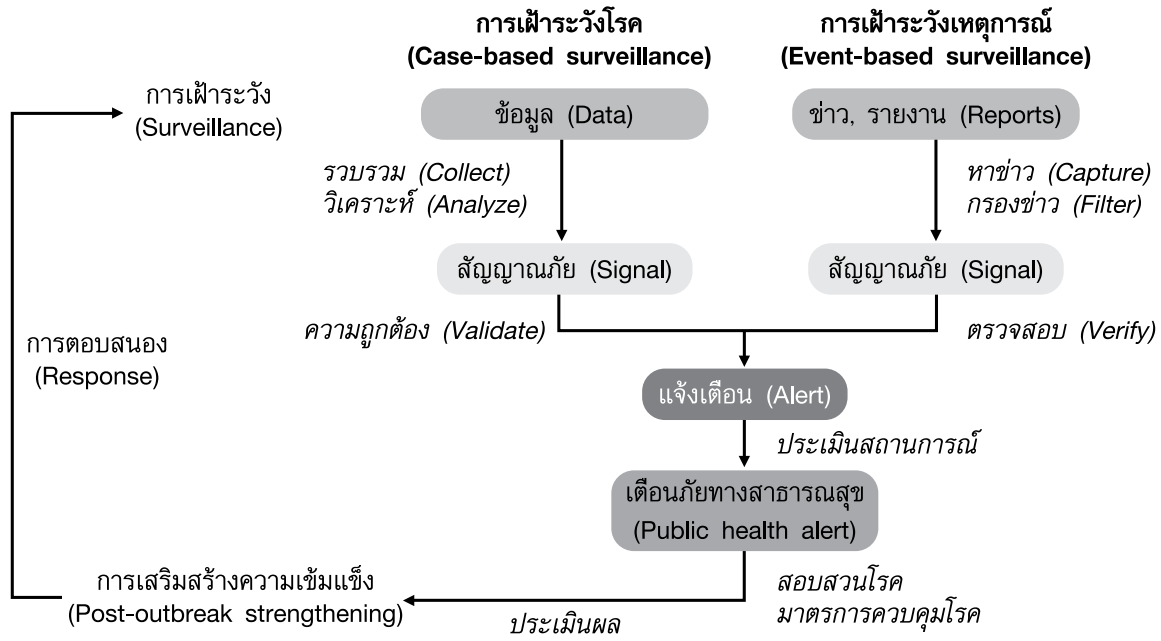 การเฝ้าระวังโรค
(Case-based surveillance)
การเฝ้าระวังเหตุการณ์
(Event-based surveillance)
การเฝ้าระวัง
(Surveillance)
ข้อมูล (Data)
ข่าว, รายงาน (Reports)
รวบรวม (Collect)
วิเคราะห์ (Analyze)
หาข่าว (Capture)
กรองข่าว (Filter)
สัญญาณภัย (Signal)
สัญญาณภัย (Signal)
ความถูกต้อง (Validate)
ตรวจสอบ (Verify)
การตอบสนอง
(Response)
แจ้งเตือน (Alert)
ประเมินสถานการณ์
เตือนภัยทางสาธารณสุข
(Public health alert)
การเสริมสร้างความเข้มแข็ง
(Post-outbreak strengthening)
สอบสวนโรค
มาตรการควบคุมโรค
ประเมินผล